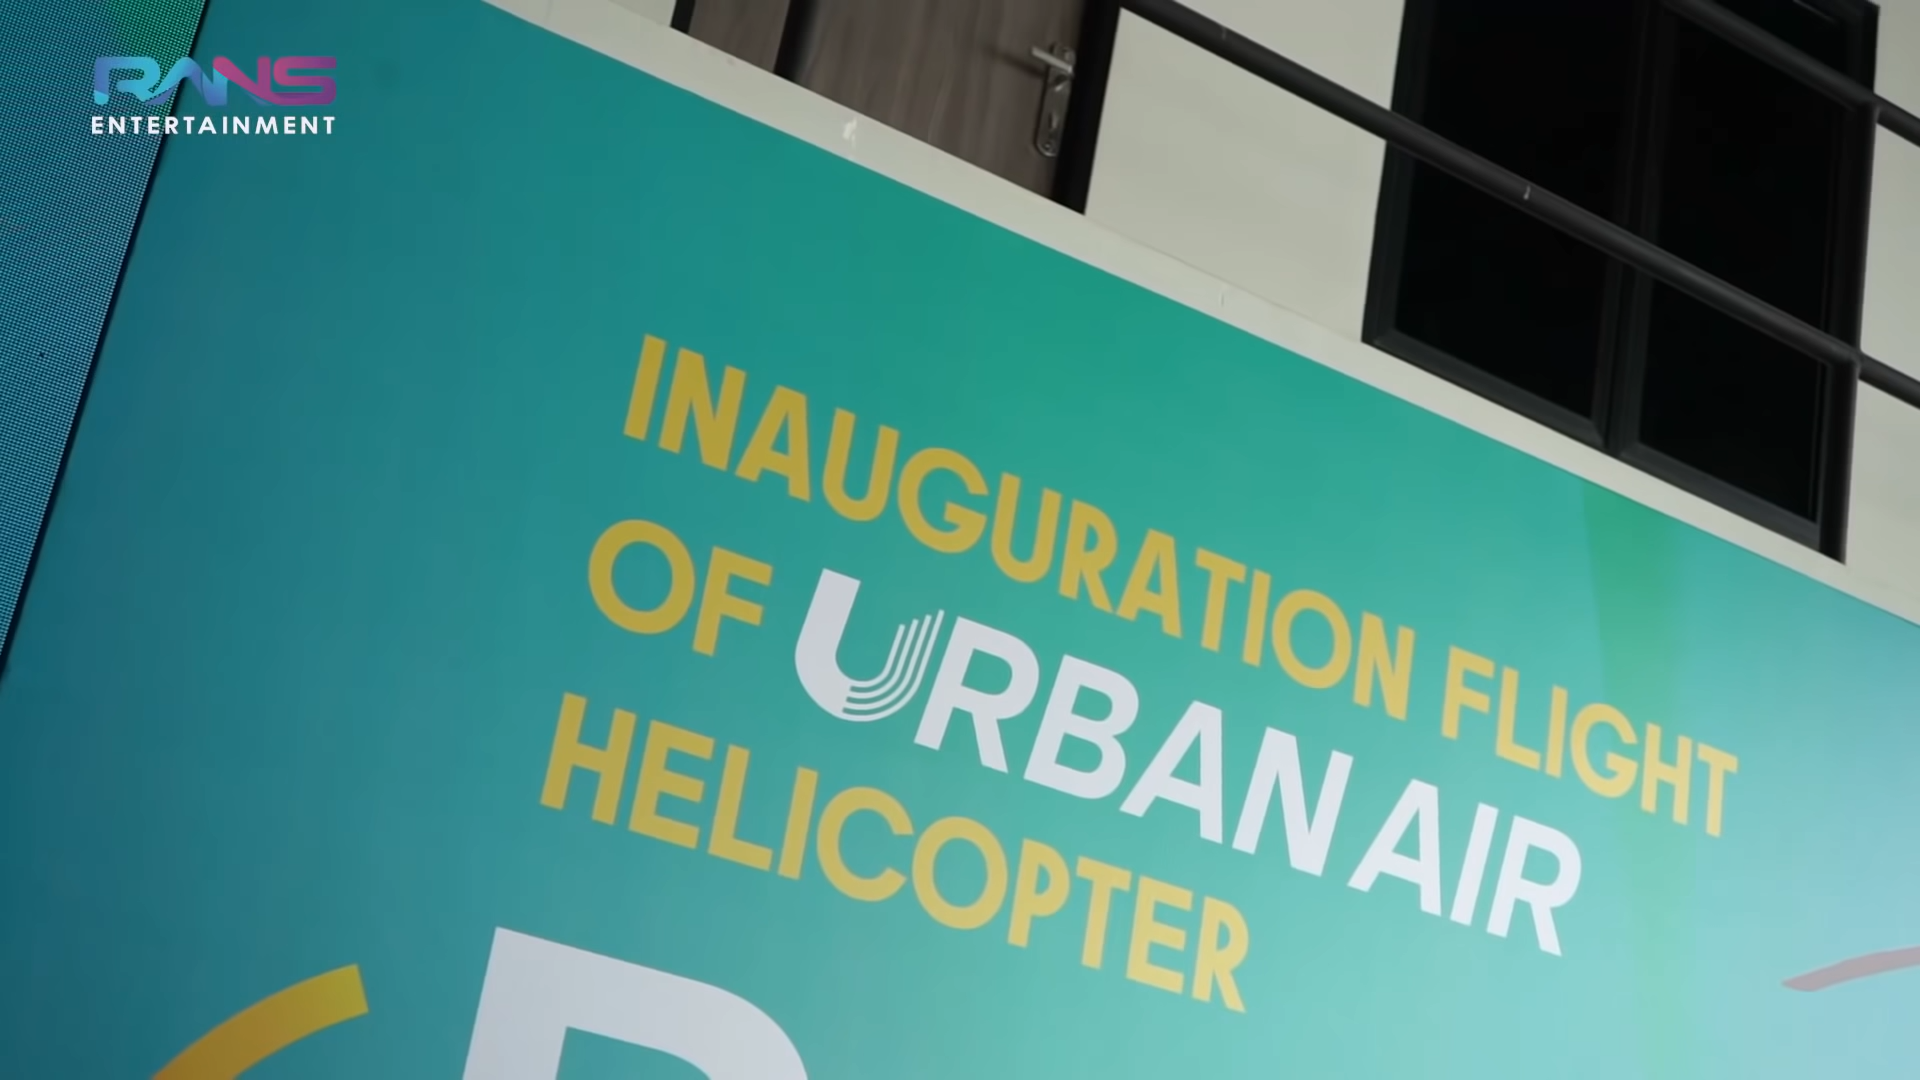 RANS
ENTERTAINMENT
INAUGURATION FLIGHT
OF URBAN AIR
HELICOPTER